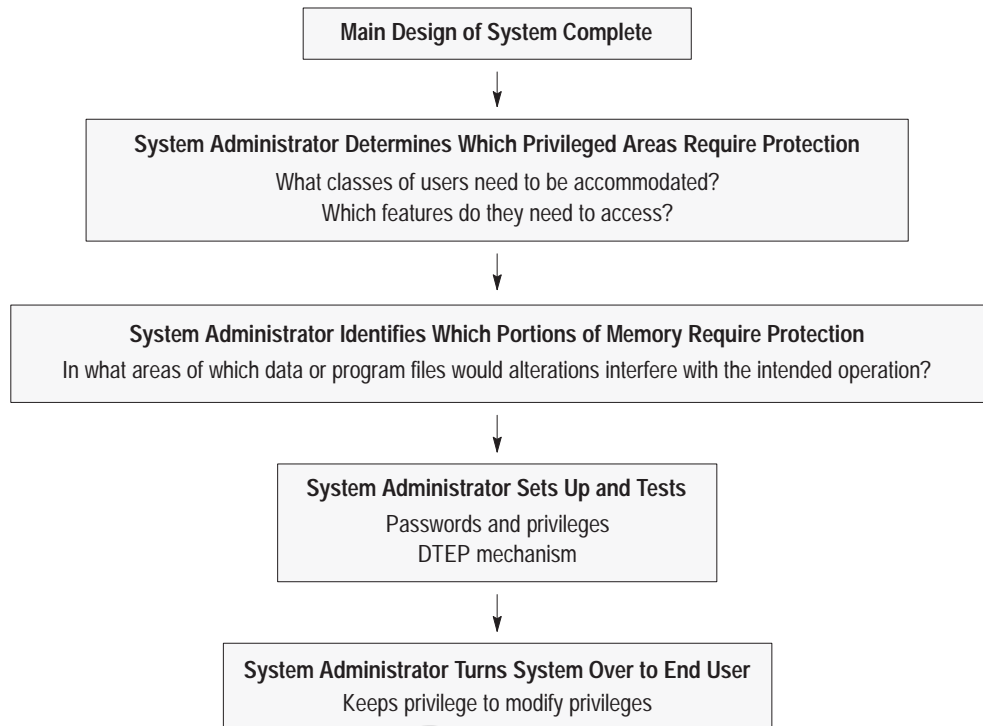 Main Design of System Complete
System Administrator Determines Which Privileged Areas Require Protection
What classes of users need to be accommodated?
Which features do they need to access?
System Administrator Identifies Which Portions of Memory Require Protection
In what areas of which data or program files would alterations interfere with the intended operation?
System Administrator Sets Up and Tests
Passwords and privileges
DTEP mechanism
System Administrator Turns System Over to End User
Keeps privilege to modify privileges